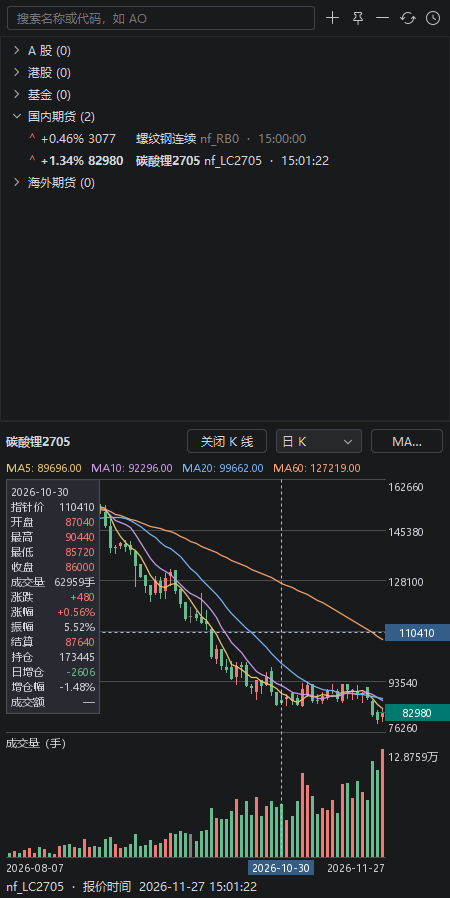 搜索名称或代码，如 AO
A 股 (0)
港股 (0)
基金 (0)
国内期货 (2)
^ +0.46% 3077 螺纹钢连续 nf_RB0 · 15:00:00
^ +1.34% 82980 碳酸锂2705 nf_LC2705 · 15:01:22
海外期货 (0)
碳酸锂2705 关闭 K 线 日 K MA...
MA5: 89696.00 MA10: 92296.00 MA20: 99662.00 MA60: 127219.00
2026-10-30
指针价 110410
开盘 87040
最高 90440
最低 85720
收盘 86000
成交量 62959手
涨跌 +480
涨幅 +0.56%
振幅 5.52%
结算 87640
持仓 173445
日增仓 -2606
增仓幅 -1.48%
成交额 —
162660
145380
128100
110410
93540
82980
76260
成交量（手）
12.8759万
2026-08-07 2026-10-30 2026-11-27
nf_LC2705 · 报价时间 2026-11-27 15:01:22